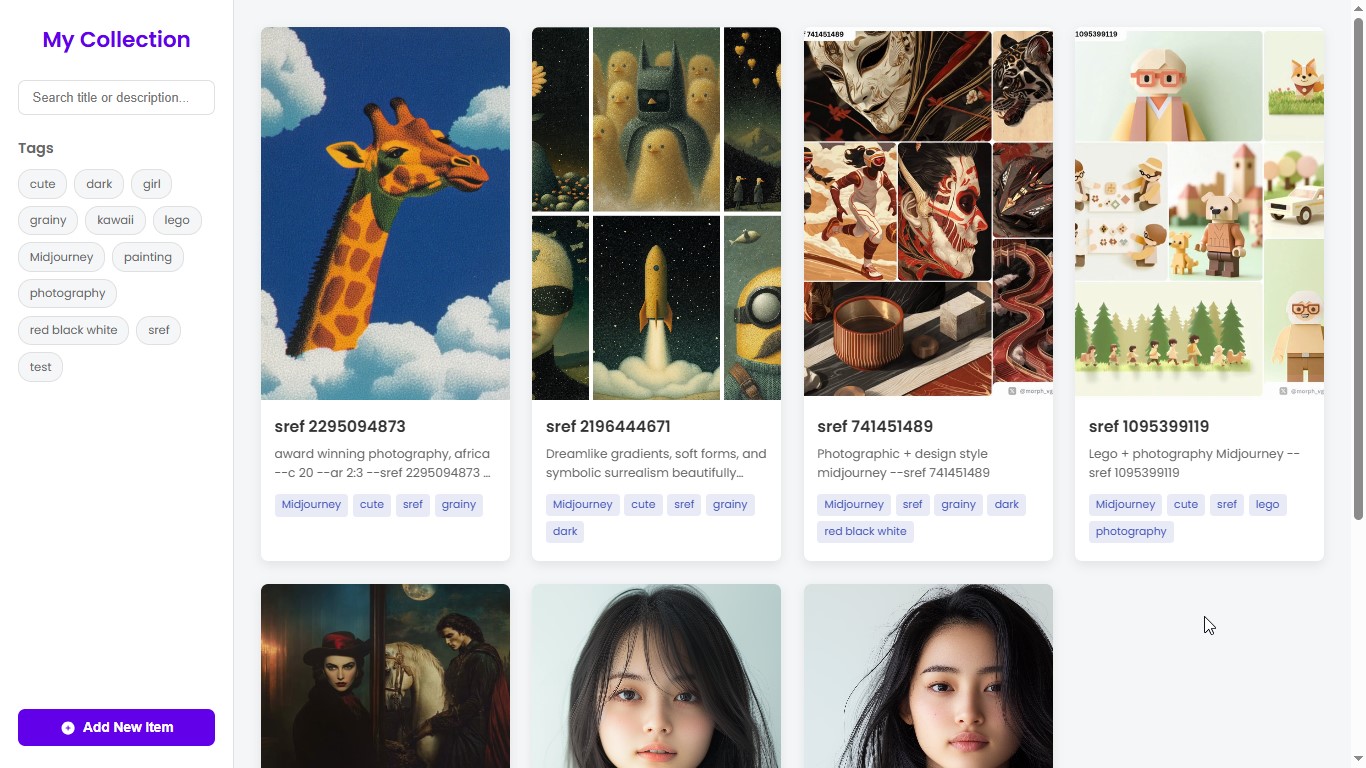 My Collection
Search title or description...
Tags
cute
dark
girl
grainy
kawaii
lego
Midjourney
painting
photography
red black white
sref
test
Add New Item
sref 2295094873
award winning photography, africa
--c 20 --ar 2:3 --sref 2295094873 ...
Midjourney
cute
sref
grainy
sref 2196444671
Dreamlike gradients, soft forms, and
symbolic surrealism beautifully...
Midjourney
cute
sref
grainy
dark
741451489
@morph_vg
sref 741451489
Photographic + design style
midjourney --sref 741451489
Midjourney
sref
grainy
dark
red black white
1095399119
@morph_vg
sref 1095399119
Lego + photography Midjourney --
sref 1095399119
Midjourney
cute
sref
lego
photography